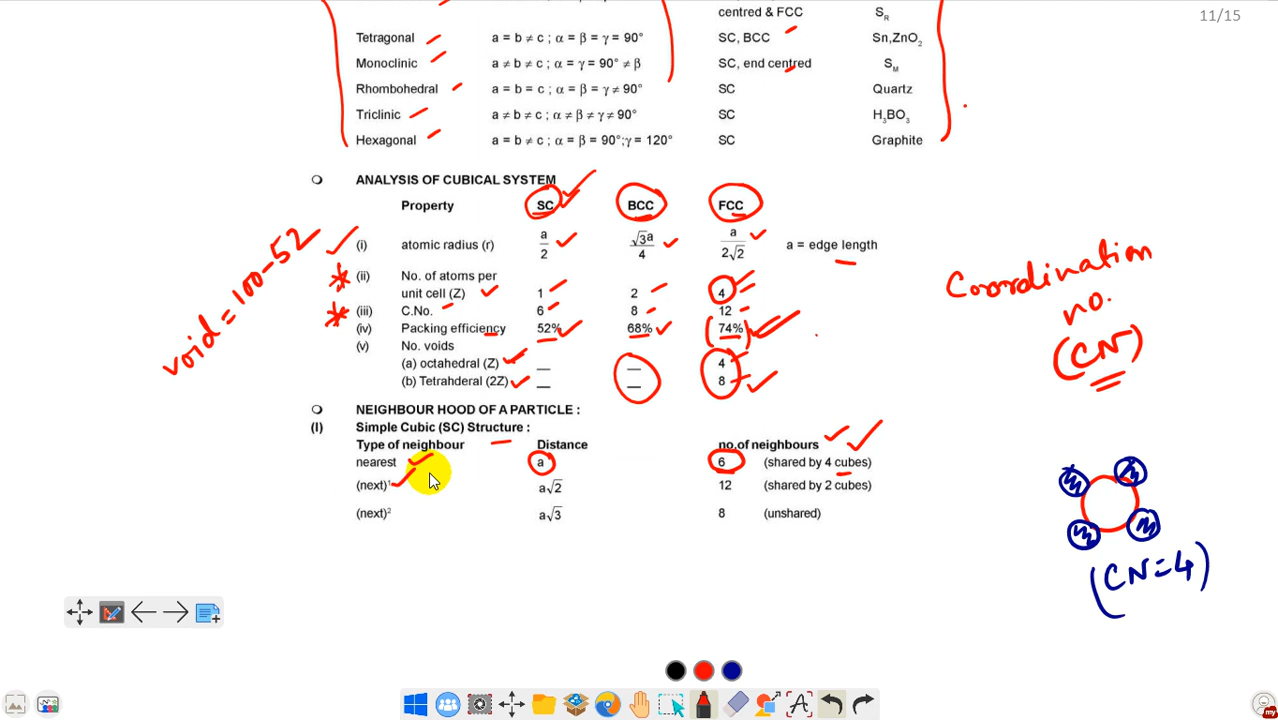 11/15
centred & FCC S_R
Tetragonal a = b ≠ c ; α = β = γ = 90° SC, BCC Sn,ZnO₂
Monoclinic a ≠ b ≠ c ; α = γ = 90° ≠ β SC, end centred S_M
Rhombohedral a = b = c ; α = β = γ ≠ 90° SC Quartz
Triclinic a ≠ b ≠ c ; α ≠ β ≠ γ ≠ 90° SC H₃BO₃
Hexagonal a = b ≠ c ; α = β = 90°;γ = 120° SC Graphite
ANALYSIS OF CUBICAL SYSTEM
Property SC BCC FCC
(i) atomic radius (r) a/2 √3a/4 a/2√2 a = edge length
(ii) No. of atoms per
unit cell (Z) 1 2 4
(iii) C.No. 6 8 12
(iv) Packing efficiency 52% 68% 74%
(v) No. voids
(a) octahedral (Z) __ __ 4
(b) Tetrahderal (2Z) __ __ 8
void = 100-52
Coordination
no.
(CN)
NEIGHBOUR HOOD OF A PARTICLE :
(I) Simple Cubic (SC) Structure :
Type of neighbour Distance no.of neighbours
nearest a 6 (shared by 4 cubes)
(next)¹ a√2 12 (shared by 2 cubes)
(next)² a√3 8 (unshared)
(CN=4)
my